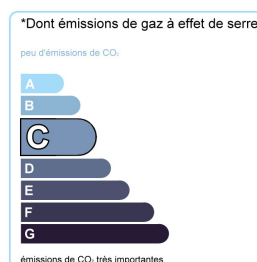 *Dont émissions de gaz à effet de serre
peu d'émissions de CO₂
A
B
C
D
E
F
G
émissions de CO₂ très importantes